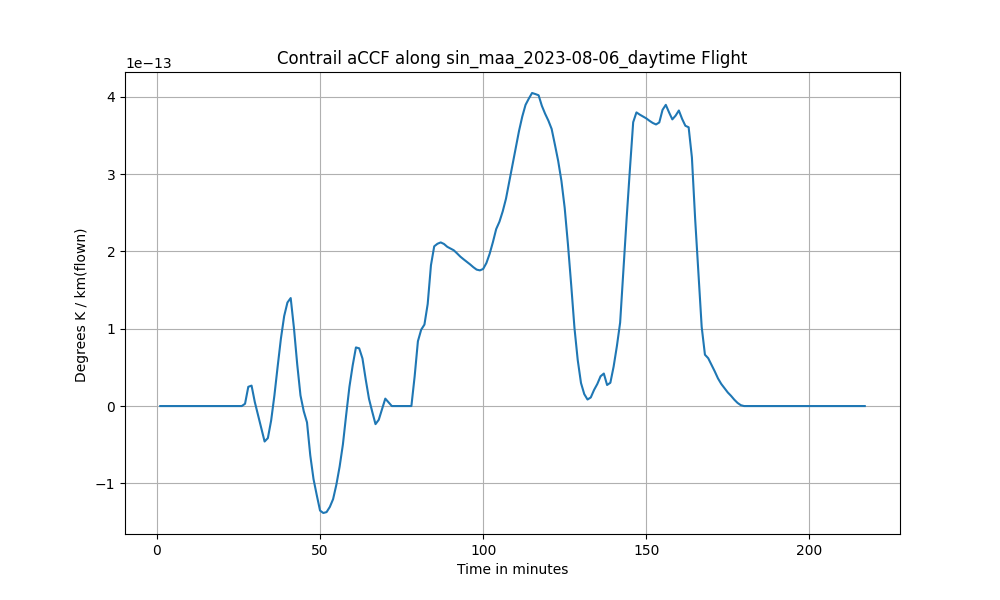 Contrail aCCF along sin_maa_2023-08-06_daytime Flight
1e−13
4
3
2
1
0
−1
Degrees K / km(flown)
0 50 100 150 200
Time in minutes